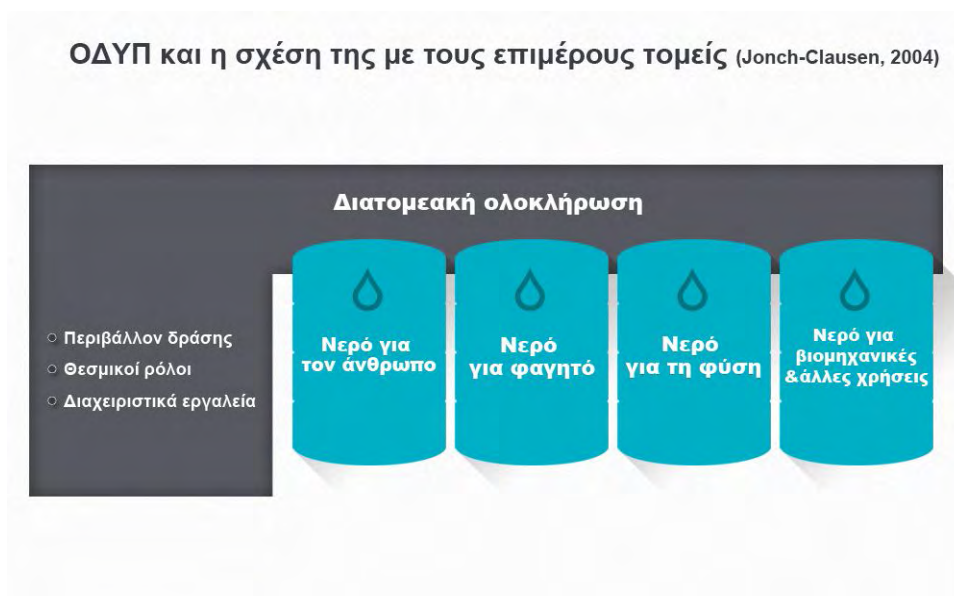 ΟΔΥΠ και η σχέση της με τους επιμέρους τομείς (Jonch-Clausen, 2004)
Διατομεακή ολοκλήρωση
Περιβάλλον δράσης
Θεσμικοί ρόλοι
Διαχειριστικά εργαλεία
Νερό για
τον άνθρωπο
Νερό
για φαγητό
Νερό
για τη φύση
Νερό για
βιομηχανικές
&άλλες χρήσεις